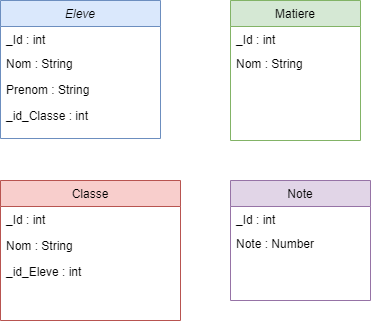 Eleve
_Id : int
Nom : String
Prenom : String
_id_Classe : int
Matiere
_Id : int
Nom : String
Classe
_Id : int
Nom : String
_id_Eleve : int
Note
_Id : int
Note : Number